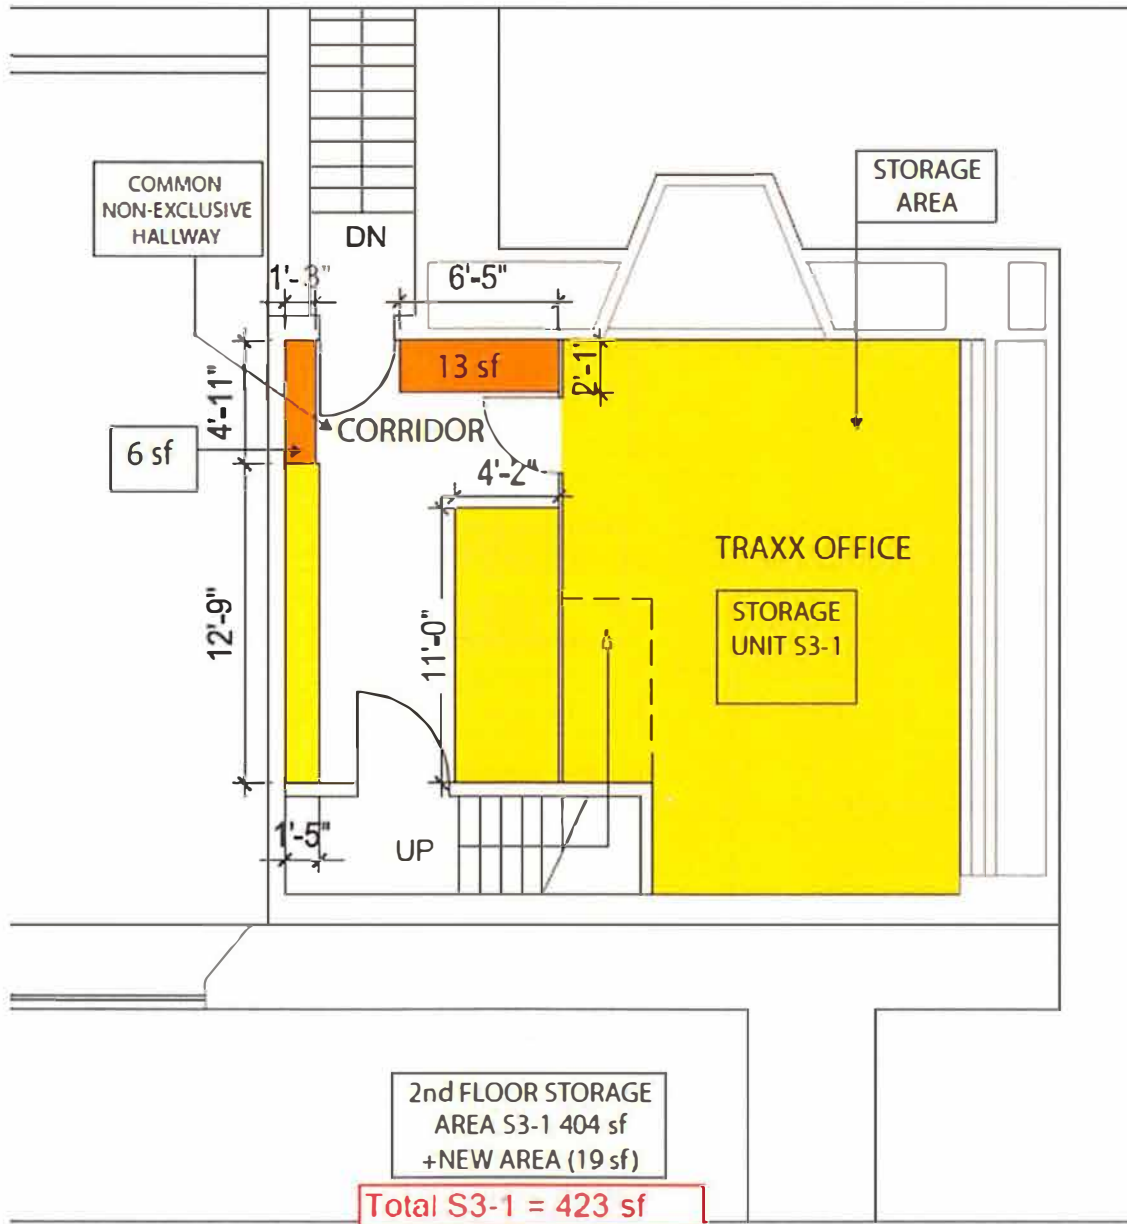 COMMON
NON-EXCLUSIVE
HALLWAY
STORAGE
AREA
DN
1'-3"
6'-5"
13 sf
2'-1"
4'-11"
CORRIDOR
6 sf
4'-2"
TRAXX OFFICE
STORAGE
UNIT S3-1
12'-9"
11'-0"
1'-5"
UP
2nd FLOOR STORAGE
AREA S3-1 404 sf
+NEW AREA (19 sf)
Total S3-1 = 423 sf